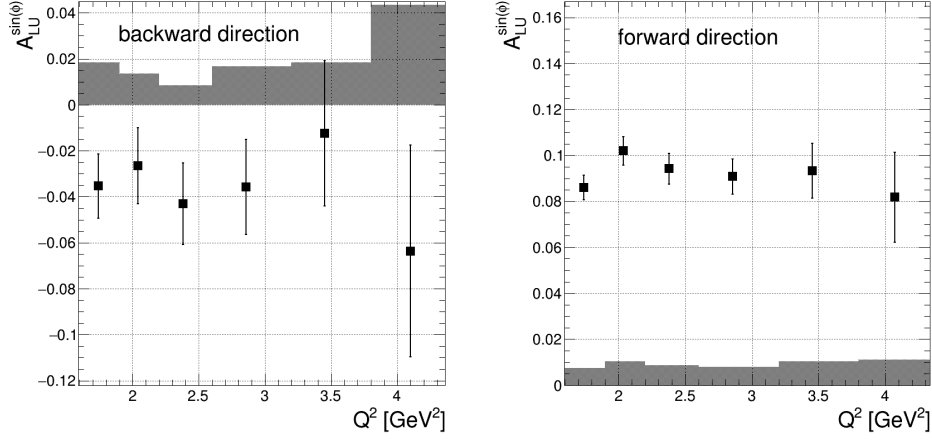 A_LU^sin(φ)
backward direction
0.04
0.02
0
−0.02
−0.04
−0.06
−0.08
−0.1
−0.12
2 2.5 3 3.5 4
Q² [GeV²]
A_LU^sin(φ)
forward direction
0.16
0.14
0.12
0.1
0.08
0.06
0.04
0.02
0
2 2.5 3 3.5 4
Q² [GeV²]